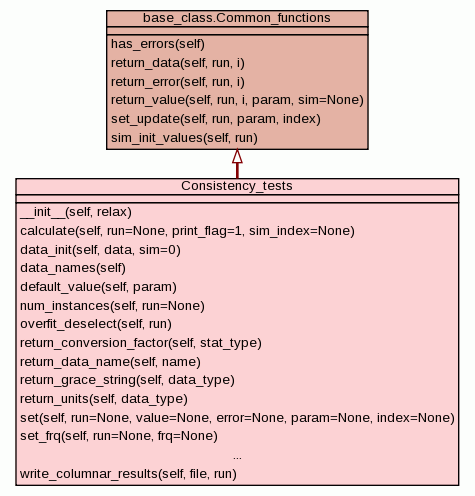 base_class.Common_functions
has_errors(self)
return_data(self, run, i)
return_error(self, run, i)
return_value(self, run, i, param, sim=None)
set_update(self, run, param, index)
sim_init_values(self, run)
Consistency_tests
__init__(self, relax)
calculate(self, run=None, print_flag=1, sim_index=None)
data_init(self, data, sim=0)
data_names(self)
default_value(self, param)
num_instances(self, run=None)
overfit_deselect(self, run)
return_conversion_factor(self, stat_type)
return_data_name(self, name)
return_grace_string(self, data_type)
return_units(self, data_type)
set(self, run=None, value=None, error=None, param=None, index=None)
set_frq(self, run=None, frq=None)
...
write_columnar_results(self, file, run)